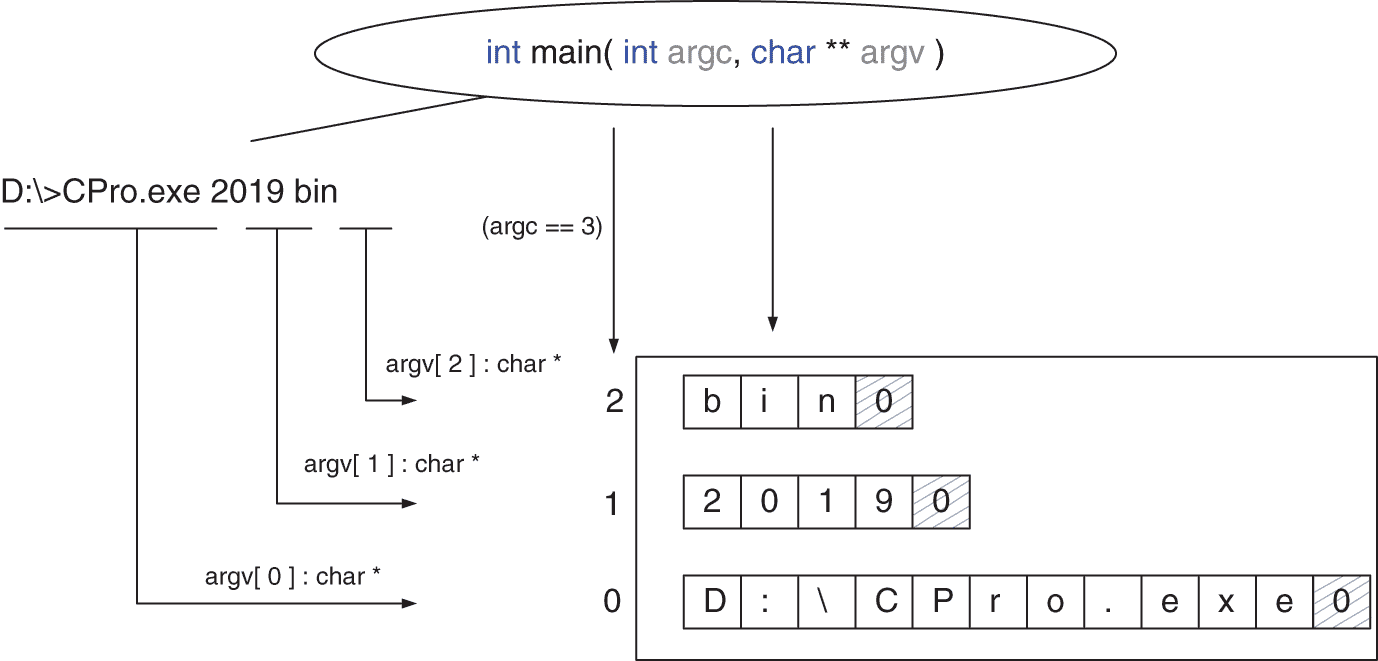 int main( int argc, char ** argv )
D:\>CPro.exe 2019 bin
(argc == 3)
argv[ 2 ] : char *
2 b i n 0
argv[ 1 ] : char *
1 2 0 1 9 0
argv[ 0 ] : char *
0 D : \ C P r o . e x e 0